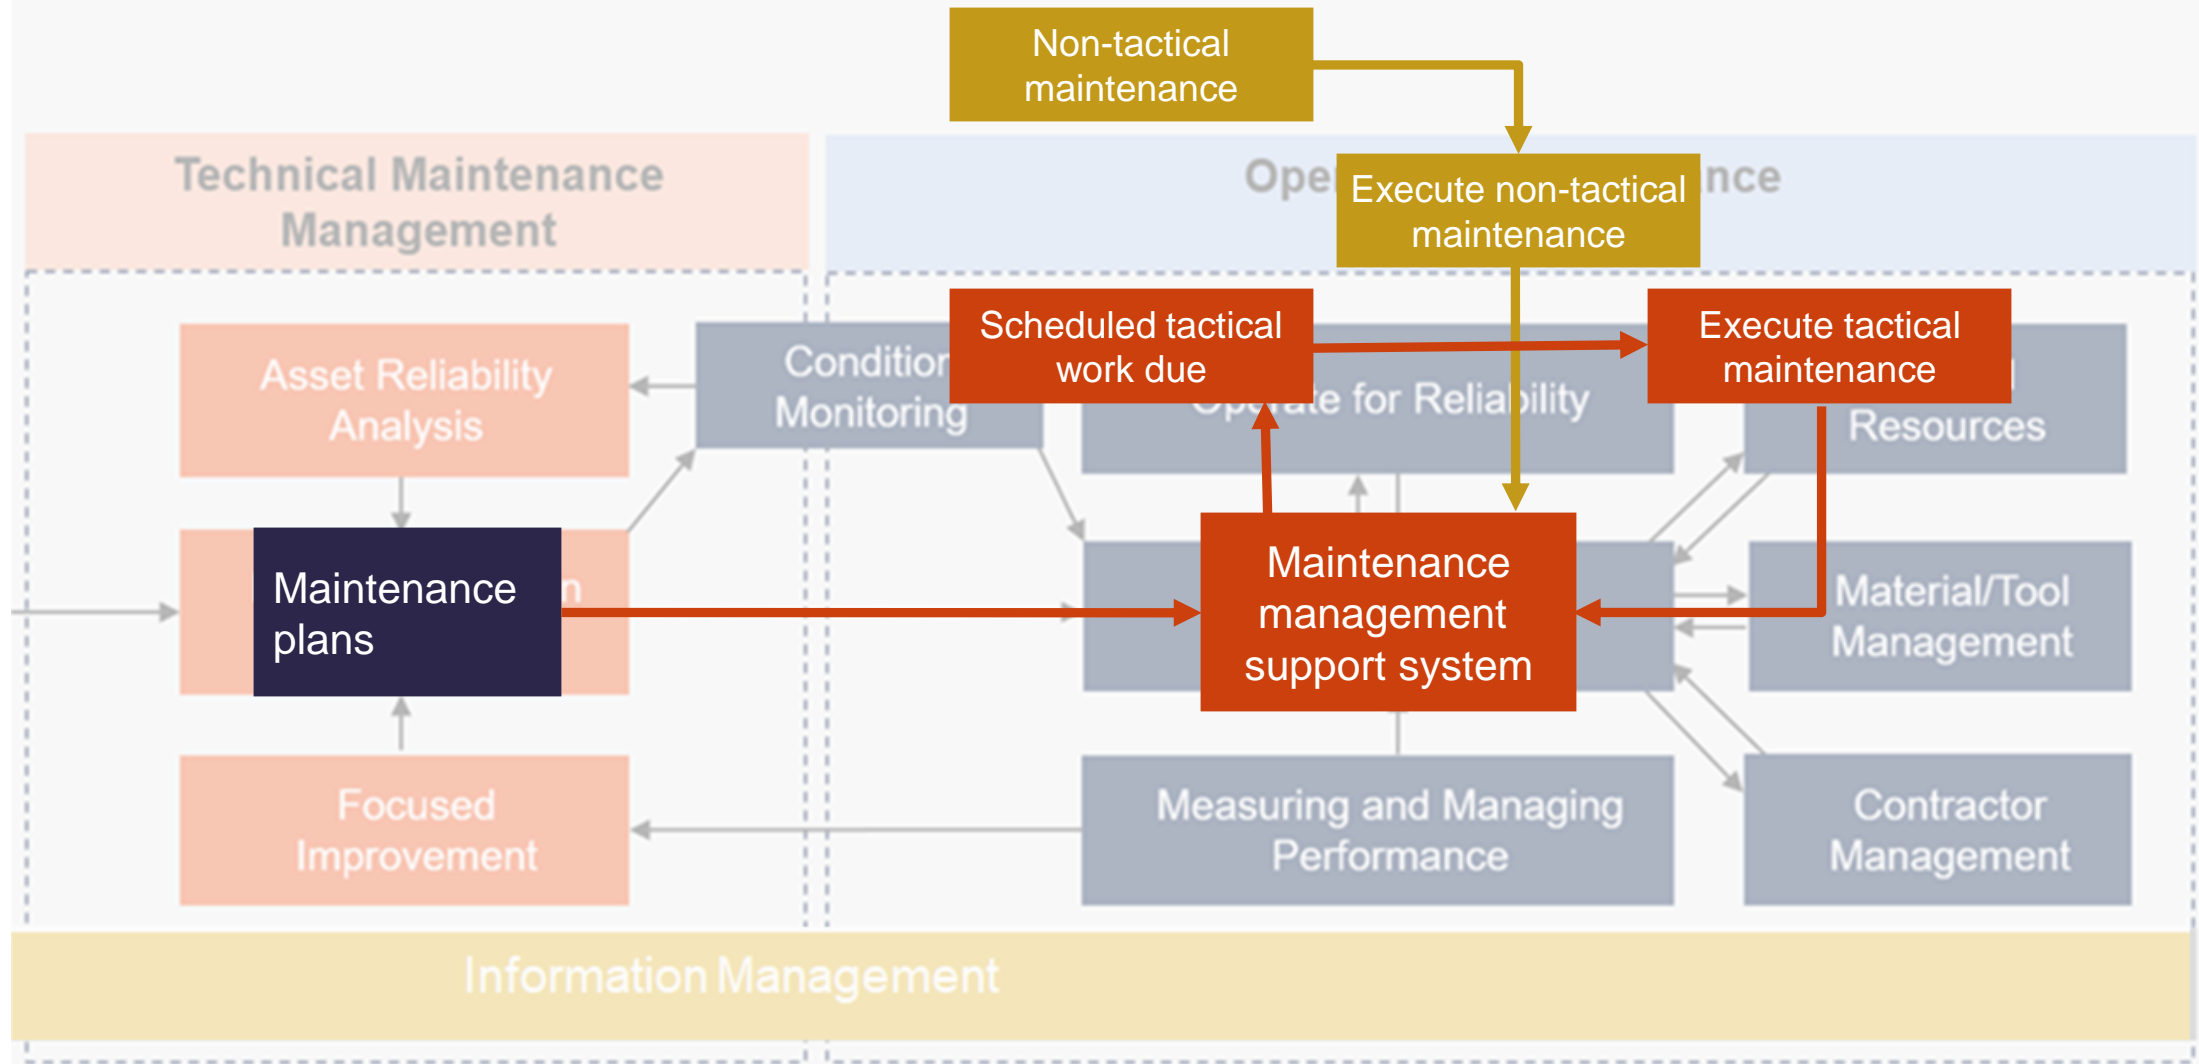 Non-tactical
maintenance
Technical Maintenance
Management
Execute non-tactical
maintenance
Scheduled tactical
work due
Execute tactical
maintenance
Asset Reliability
Analysis
Monitoring
for Reliability
Resources
Maintenance
plans
Maintenance
management
support system
Material/Tool
Management
Focused
Improvement
Measuring and Managing
Performance
Contractor
Management
Information Management